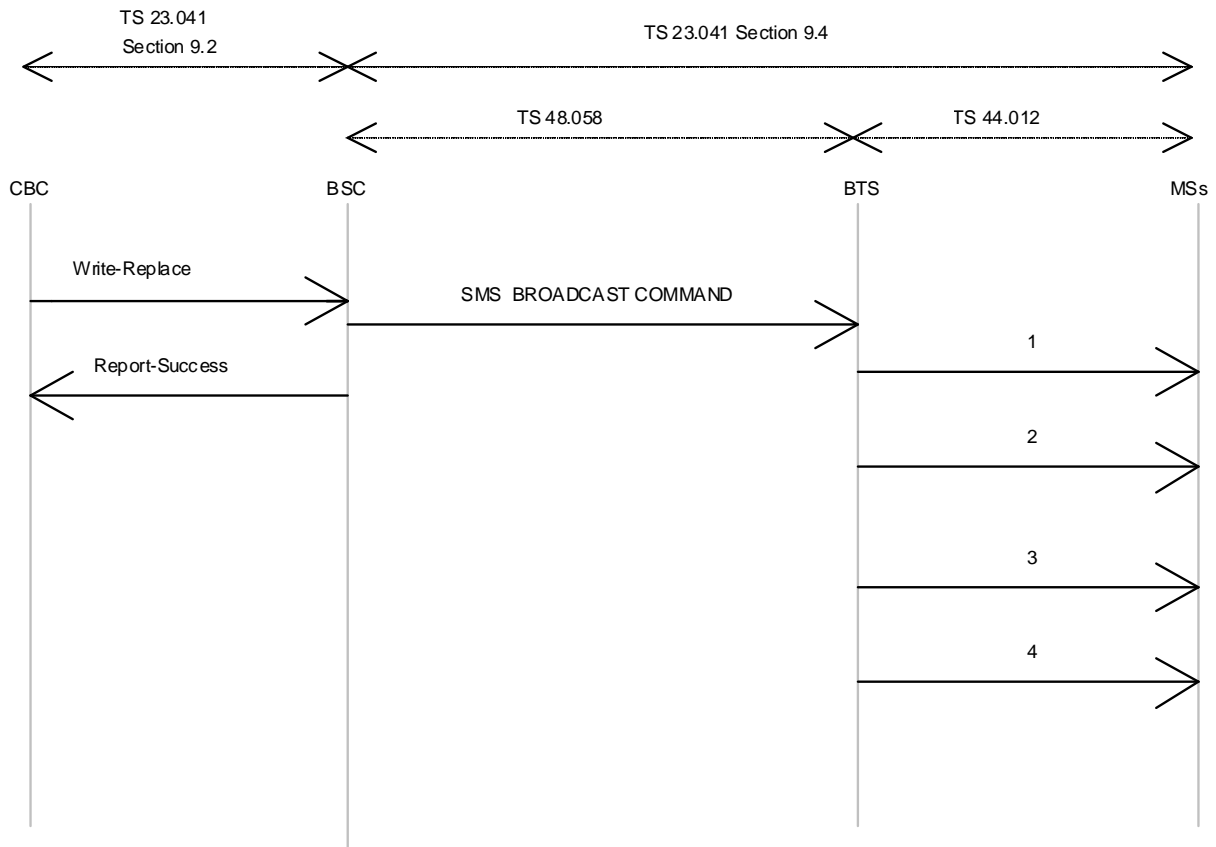 TS 23.041
Section 9.2
TS 23.041 Section 9.4
TS 48.058
TS 44.012
CBC
BSC
BTS
MSs
Write-Replace
SMS BROADCAST COMMAND
1
Report-Success
2
3
4